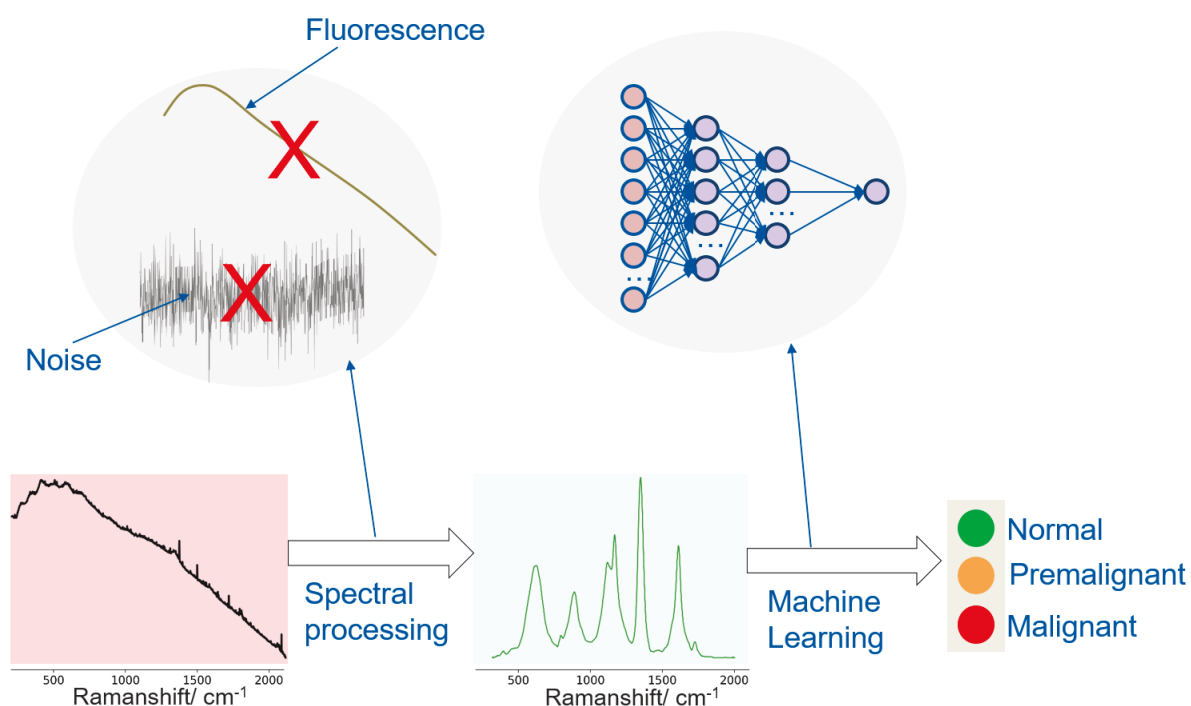 Fluorescence
X
X
Noise
...
...
...
Spectral
processing
Machine
Learning
Normal
Premalignant
Malignant
500 1000 1500 2000
Ramanshift/ cm⁻¹
500 1000 1500 2000
Ramanshift/ cm⁻¹